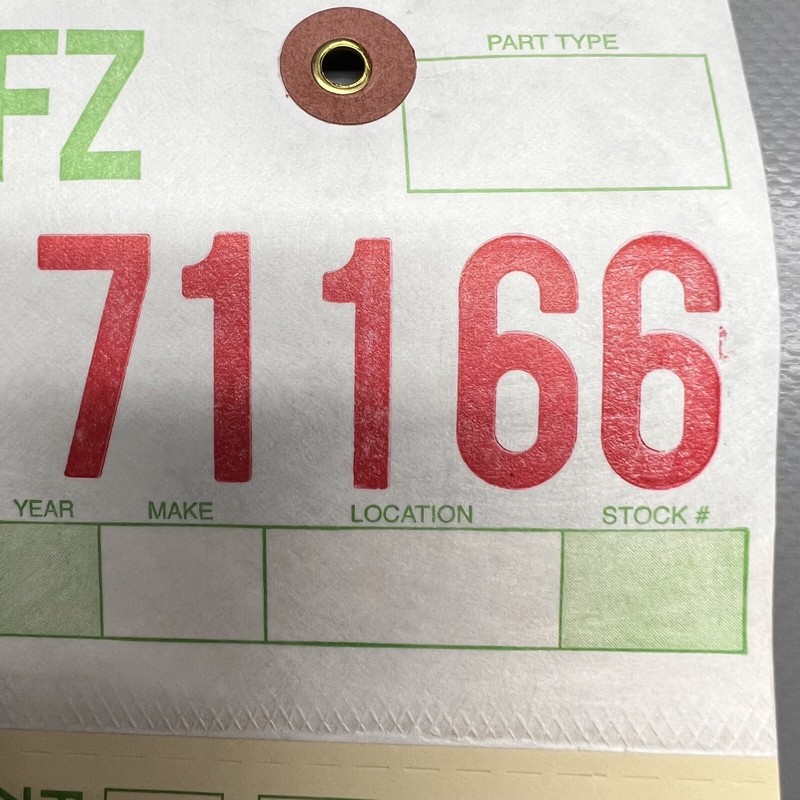 FZ
PART TYPE
71166
YEAR MAKE LOCATION STOCK #